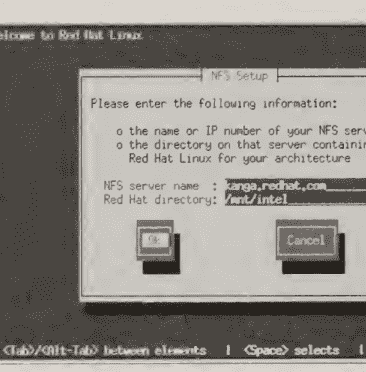 elcome to Red Hat Linux
NFS Setup
Please enter the following information:
o the name or IP number of your NFS serv
o the directory on that server containin
Red Hat Linux for your architecture
NFS server name : kanga.redhat.com
Red Hat directory: /mnt/intel
Ok Cancel
<Tab>/<Alt-Tab> between elements | <Space> selects |